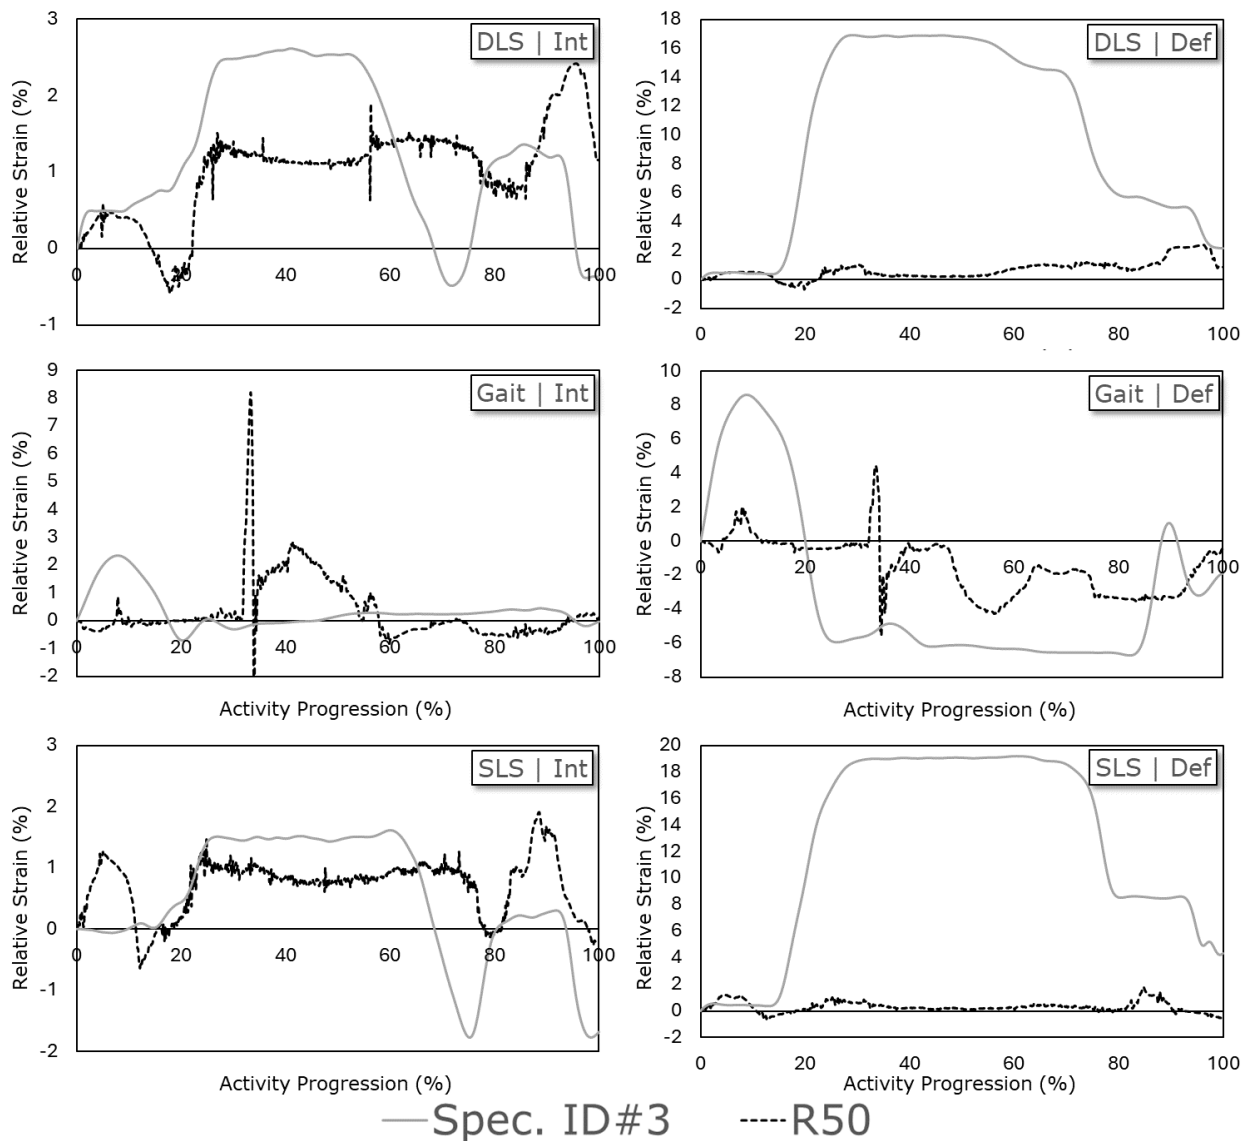 DLS | Int
Relative Strain (%)
3
2
1
0
-1
0 20 40 60 80 100
DLS | Def
Relative Strain (%)
18
16
14
12
10
8
6
4
2
0
-2
0 20 40 60 80 100
Gait | Int
Relative Strain (%)
9
8
7
6
5
4
3
2
1
0
-1
-2
0 20 40 60 80 100
Activity Progression (%)
Gait | Def
Relative Strain (%)
10
8
6
4
2
0
-2
-4
-6
-8
0 20 40 60 80 100
Activity Progression (%)
SLS | Int
Relative Strain (%)
3
2
1
0
-1
-2
0 20 40 60 80 100
Activity Progression (%)
SLS | Def
Relative Strain (%)
20
18
16
14
12
10
8
6
4
2
0
-2
0 20 40 60 80 100
Activity Progression (%)
Spec. ID#3 R50